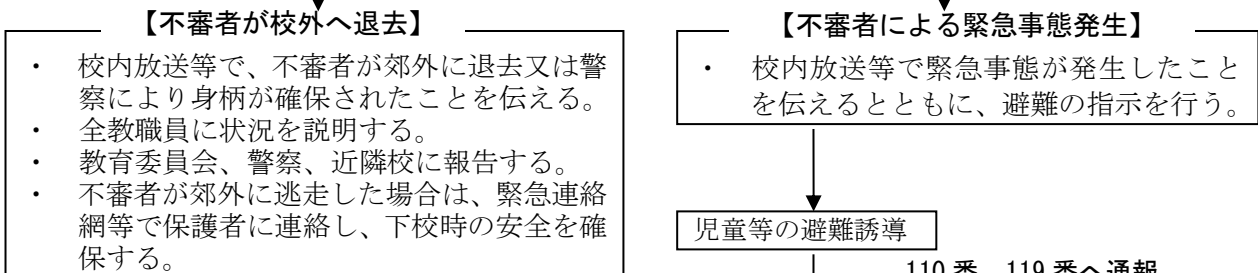 【不審者が校外へ退去】
・ 校内放送等で、不審者が郊外に退去又は警
察により身柄が確保されたことを伝える。
・ 全教職員に状況を説明する。
・ 教育委員会、警察、近隣校に報告する。
・ 不審者が郊外に逃走した場合は、緊急連絡
網等で保護者に連絡し、下校時の安全を確
保する。
【不審者による緊急事態発生】
・ 校内放送等で緊急事態が発生したこと
を伝えるとともに、避難の指示を行う。
児童等の避難誘導
110 番、119 番へ通報